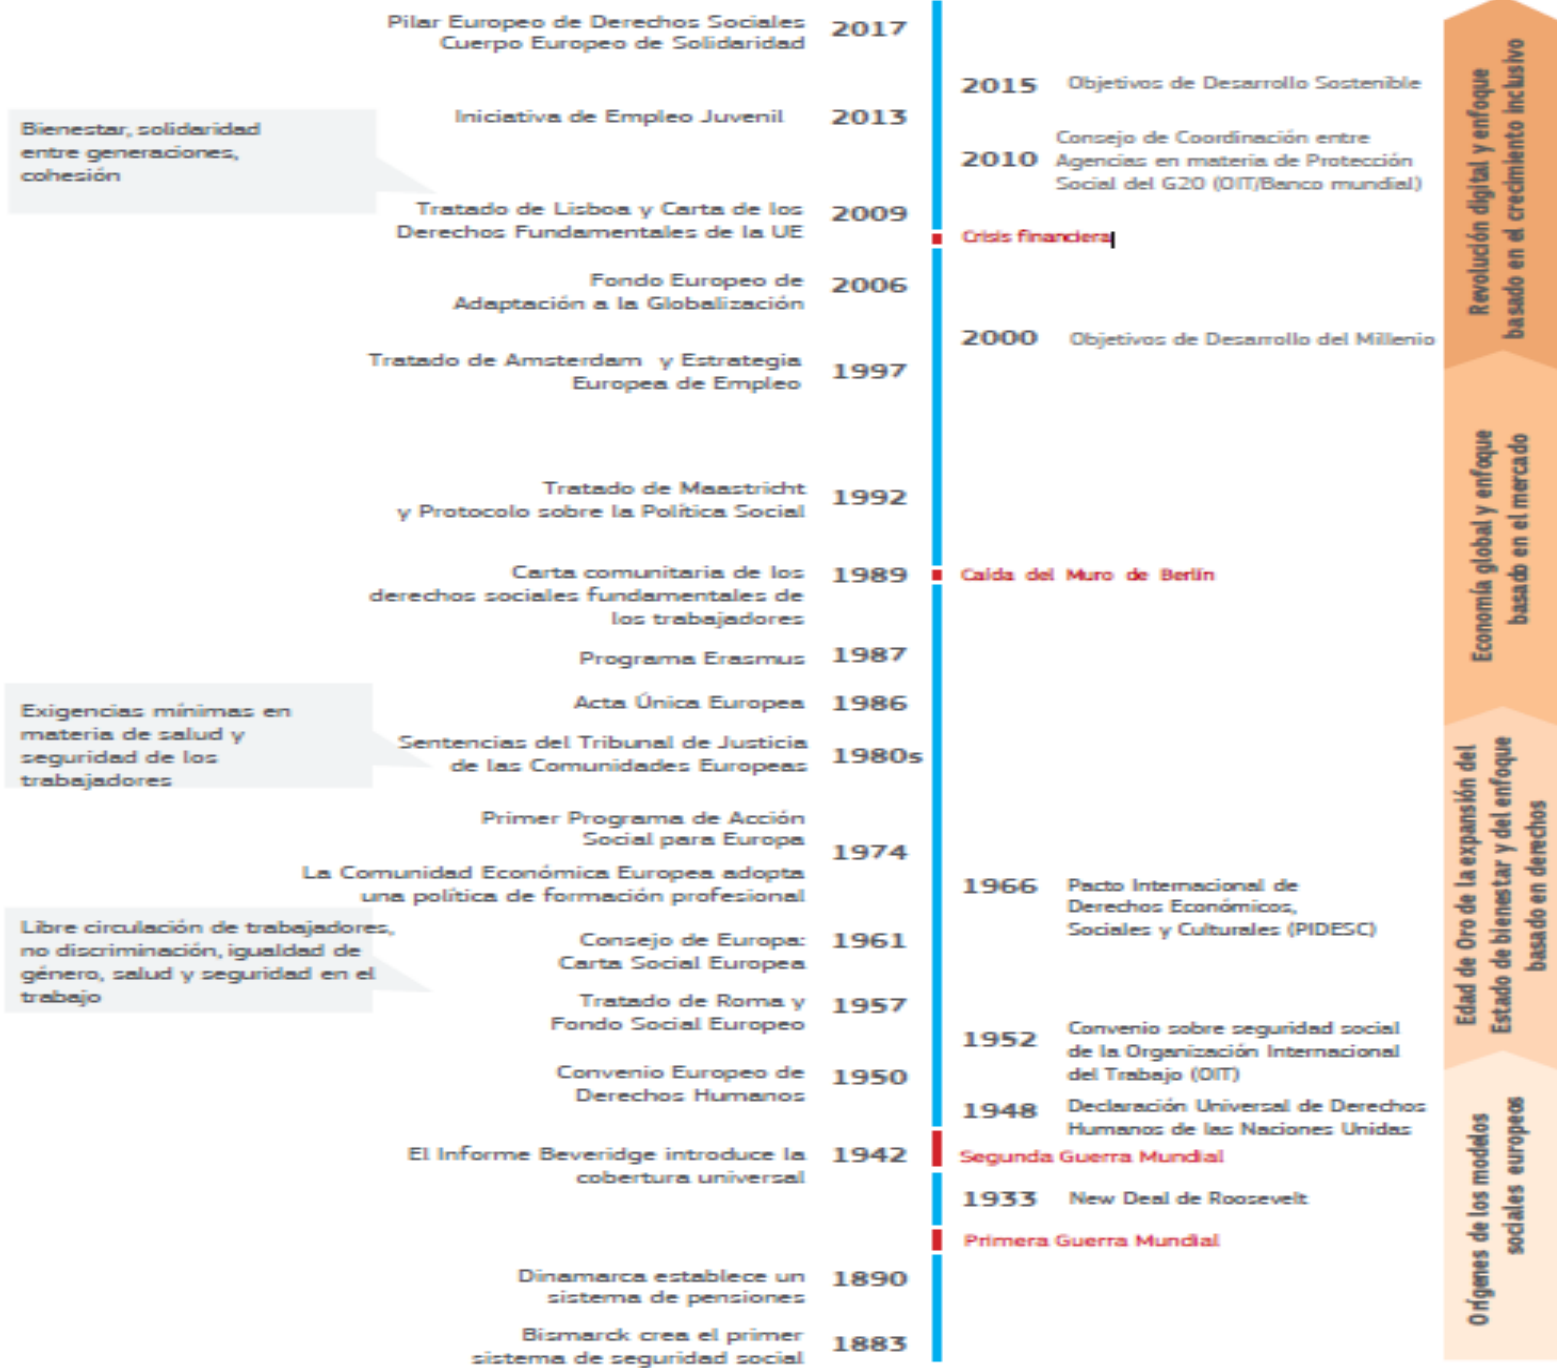 Pilar Europeo de Derechos Sociales
Cuerpo Europeo de Solidaridad
2017
2015
Objetivos de Desarrollo Sostenible
Iniciativa de Empleo Juvenil
2013
Bienestar, solidaridad
entre generaciones,
cohesión
2010
Consejo de Coordinación entre
Agencias en materia de Protección
Social del G20 (OIT/Banco mundial)
Tratado de Lisboa y Carta de los
Derechos Fundamentales de la UE
2009
Crisis financiera
Fondo Europeo de
Adaptación a la Globalización
2006
2000
Objetivos de Desarrollo del Millenio
Tratado de Amsterdam y Estrategia
Europea de Empleo
1997
Tratado de Maastricht
y Protocolo sobre la Política Social
1992
Carta comunitaria de los
derechos sociales fundamentales de
los trabajadores
1989
Caída del Muro de Berlín
Programa Erasmus
1987
Acta Única Europea
1986
Exigencias mínimas en
materia de salud y
seguridad de los
trabajadores
Sentencias del Tribunal de Justicia
de las Comunidades Europeas
1980s
Primer Programa de Acción
Social para Europa
1974
La Comunidad Económica Europea adopta
una política de formación profesional
1966
Pacto Internacional de
Derechos Económicos,
Sociales y Culturales (PIDESC)
Libre circulación de trabajadores,
no discriminación, igualdad de
género, salud y seguridad en el
trabajo
Consejo de Europa:
Carta Social Europea
1961
Tratado de Roma y
Fondo Social Europeo
1957
1952
Convenio sobre seguridad social
de la Organización Internacional
del Trabajo (OIT)
Convenio Europeo de
Derechos Humanos
1950
1948
Declaración Universal de Derechos
Humanos de las Naciones Unidas
El Informe Beveridge introduce la
cobertura universal
1942
Segunda Guerra Mundial
1933
New Deal de Roosevelt
Primera Guerra Mundial
Dinamarca establece un
sistema de pensiones
1890
Bismarck crea el primer
sistema de seguridad social
1883
Revolución digital y enfoque
basado en el crecimiento inclusivo
Economía global y enfoque
basado en el mercado
Edad de Oro de la expansión del
Estado de bienestar y del enfoque
basado en derechos
Orígenes de los modelos
sociales europeos